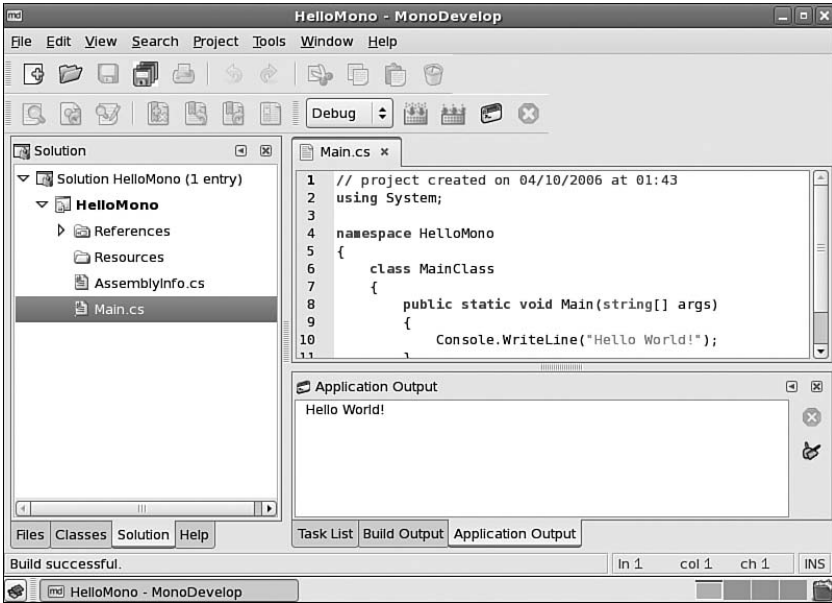 HelloMono - MonoDevelop
File Edit View Search Project Tools Window Help
Debug
Solution
Solution HelloMono (1 entry)
HelloMono
References
Resources
AssemblyInfo.cs
Main.cs
Files Classes Solution Help
Main.cs
1 // project created on 04/10/2006 at 01:43
2 using System;
3
4 namespace HelloMono
5 {
6 class MainClass
7 {
8 public static void Main(string[] args)
9 {
10 Console.WriteLine("Hello World!");
11 }
Application Output
Hello World!
Task List Build Output Application Output
Build successful.
ln 1 col 1 ch 1 INS
md HelloMono - MonoDevelop